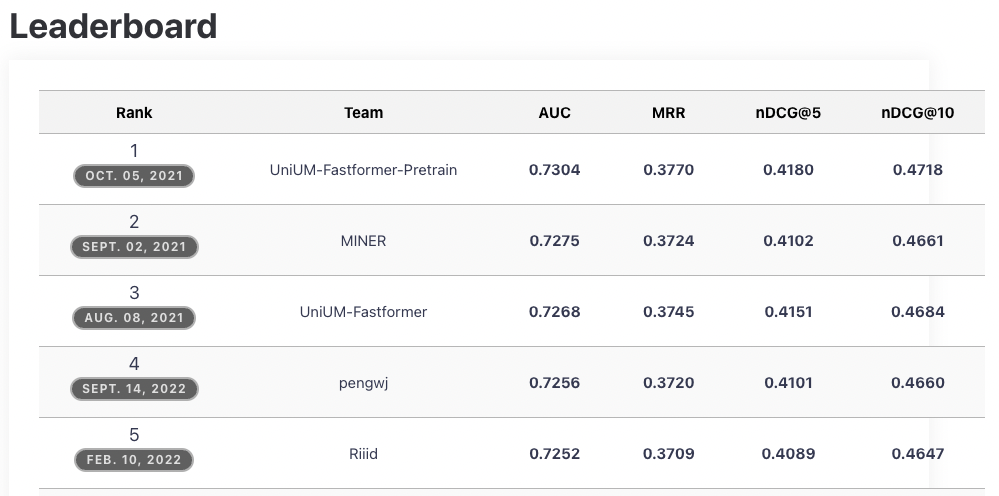 Leaderboard
Rank Team AUC MRR nDCG@5 nDCG@10
1
OCT. 05, 2021
UniUM-Fastformer-Pretrain 0.7304 0.3770 0.4180 0.4718
2
SEPT. 02, 2021
MINER 0.7275 0.3724 0.4102 0.4661
3
AUG. 08, 2021
UniUM-Fastformer 0.7268 0.3745 0.4151 0.4684
4
SEPT. 14, 2022
pengwj 0.7256 0.3720 0.4101 0.4660
5
FEB. 10, 2022
Riiid 0.7252 0.3709 0.4089 0.4647